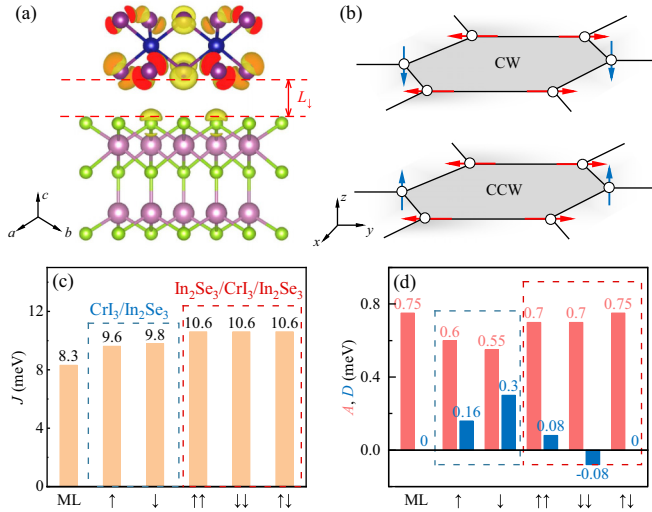 (a)
L↓
c
a
b
(b)
CW
CCW
z
x
y
(c)
In₂Se₃/CrI₃/In₂Se₃
CrI₃/In₂Se₃
J (meV)
12
8
4
0
8.3
9.6
9.8
10.6
10.6
10.6
ML
↑
↓
↑↑
↓↓
↑↓
(d)
A, D (meV)
0.8
0.4
0.0
0.75
0
0.6
0.16
0.55
0.3
0.7
0.08
0.7
-0.08
0.75
0
ML
↑
↓
↑↑
↓↓
↑↓